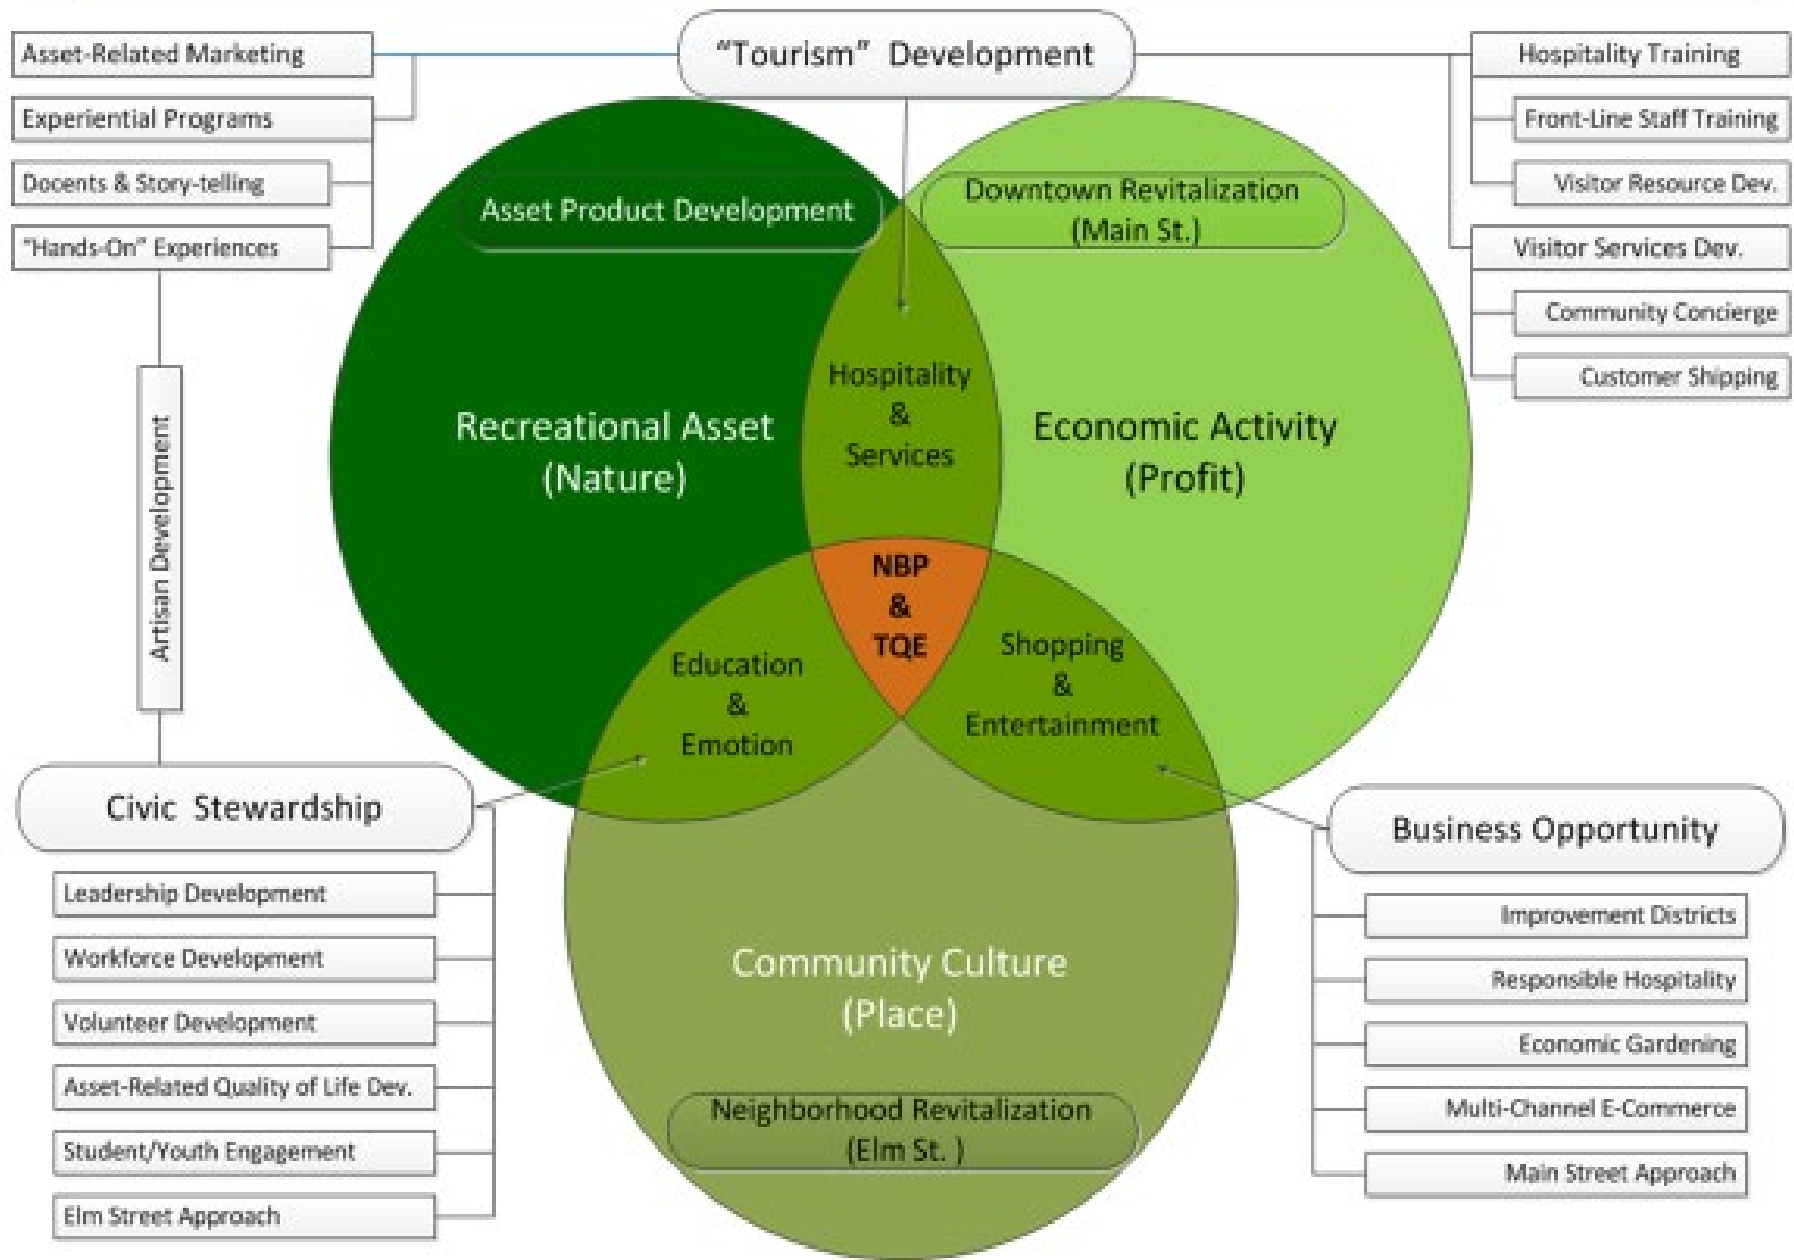 "Tourism" Development
Asset-Related Marketing
Experiential Programs
Docents & Story-telling
"Hands-On" Experiences
Artisan Development
Hospitality Training
Front-Line Staff Training
Visitor Resource Dev.
Visitor Services Dev.
Community Concierge
Customer Shipping
Asset Product Development
Downtown Revitalization
(Main St.)
Recreational Asset
(Nature)
Hospitality
&
Services
Economic Activity
(Profit)
NBP
&
TQE
Education
&
Emotion
Shopping
&
Entertainment
Community Culture
(Place)
Neighborhood Revitalization
(Elm St. )
Civic Stewardship
Leadership Development
Workforce Development
Volunteer Development
Asset-Related Quality of Life Dev.
Student/Youth Engagement
Elm Street Approach
Business Opportunity
Improvement Districts
Responsible Hospitality
Economic Gardening
Multi-Channel E-Commerce
Main Street Approach